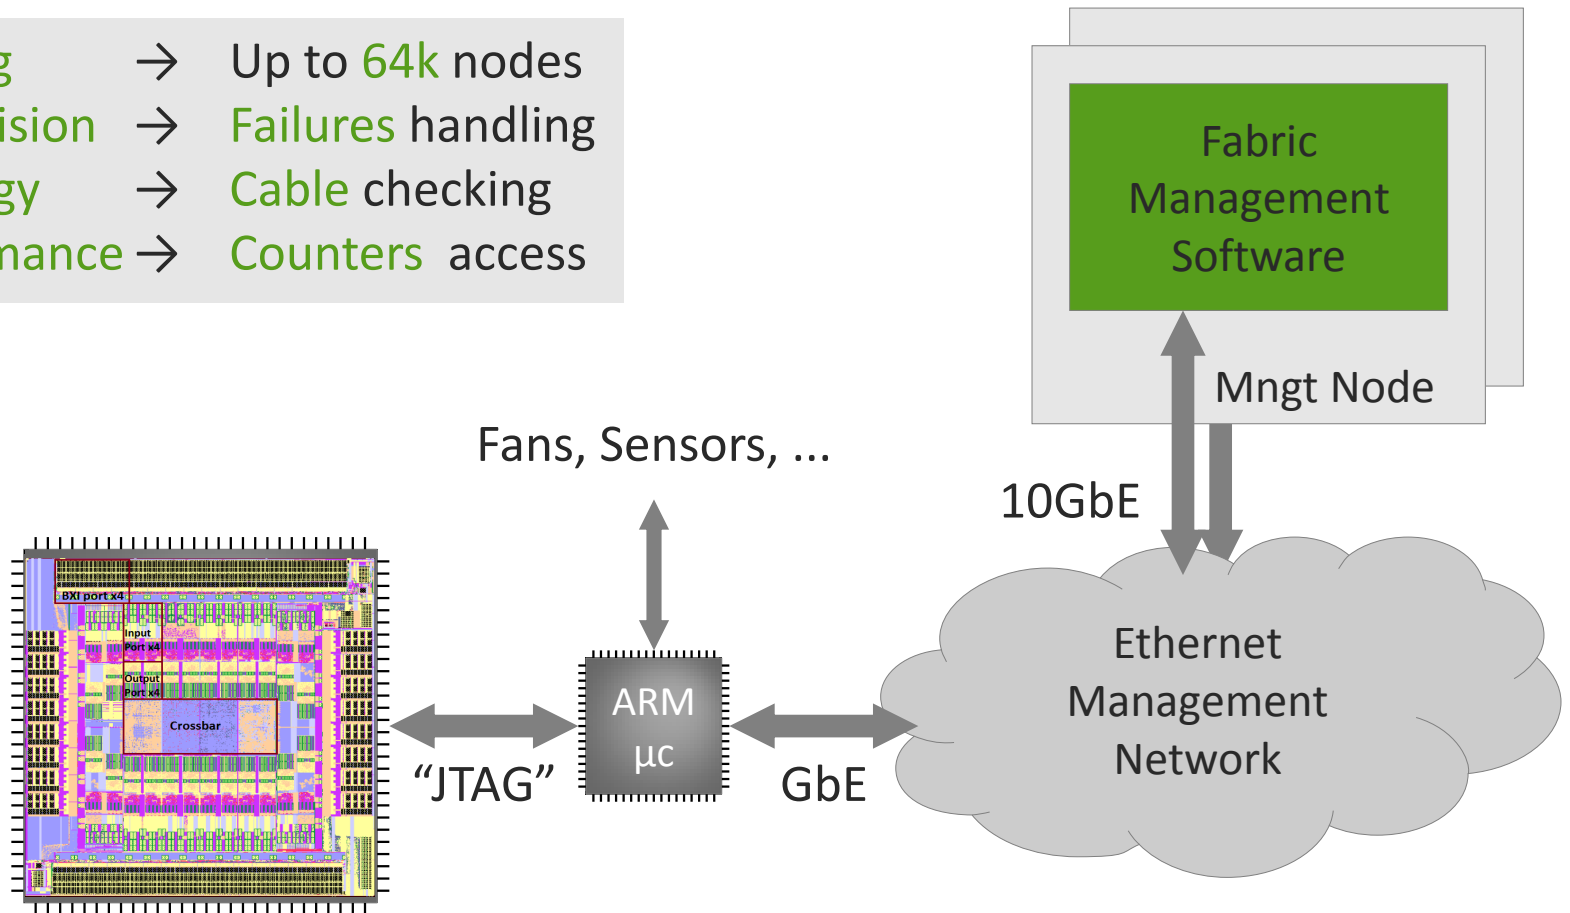 g → Up to 64k nodes
ision → Failures handling
gy → Cable checking
mance → Counters access
Fabric
Management
Software
Mngt Node
Fans, Sensors, ...
10GbE
BXI port x4
Input
Port x4
Output
Port x4
Crossbar
"JTAG"
ARM
µc
GbE
Ethernet
Management
Network